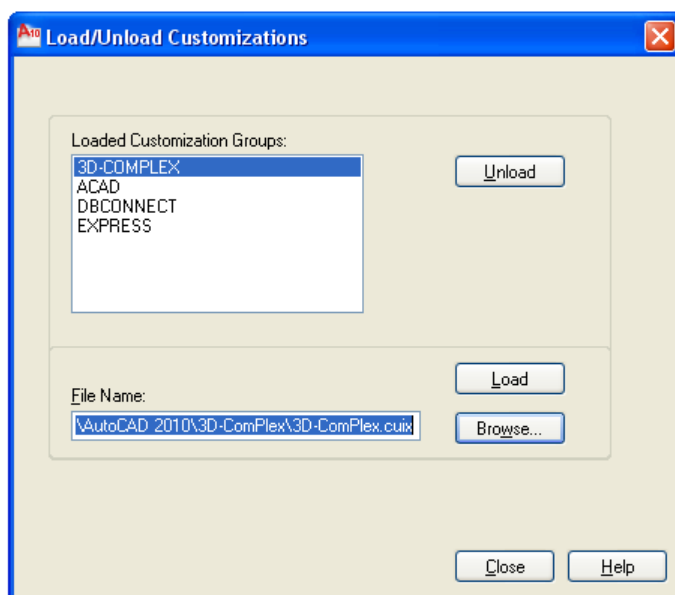 A10 Load/Unload Customizations
Loaded Customization Groups:
3D-COMPLEX
ACAD
DBCONNECT
EXPRESS
Unload
Load
File Name:
\AutoCAD 2010\3D-ComPlex\3D-ComPlex.cuix
Browse...
Close Help